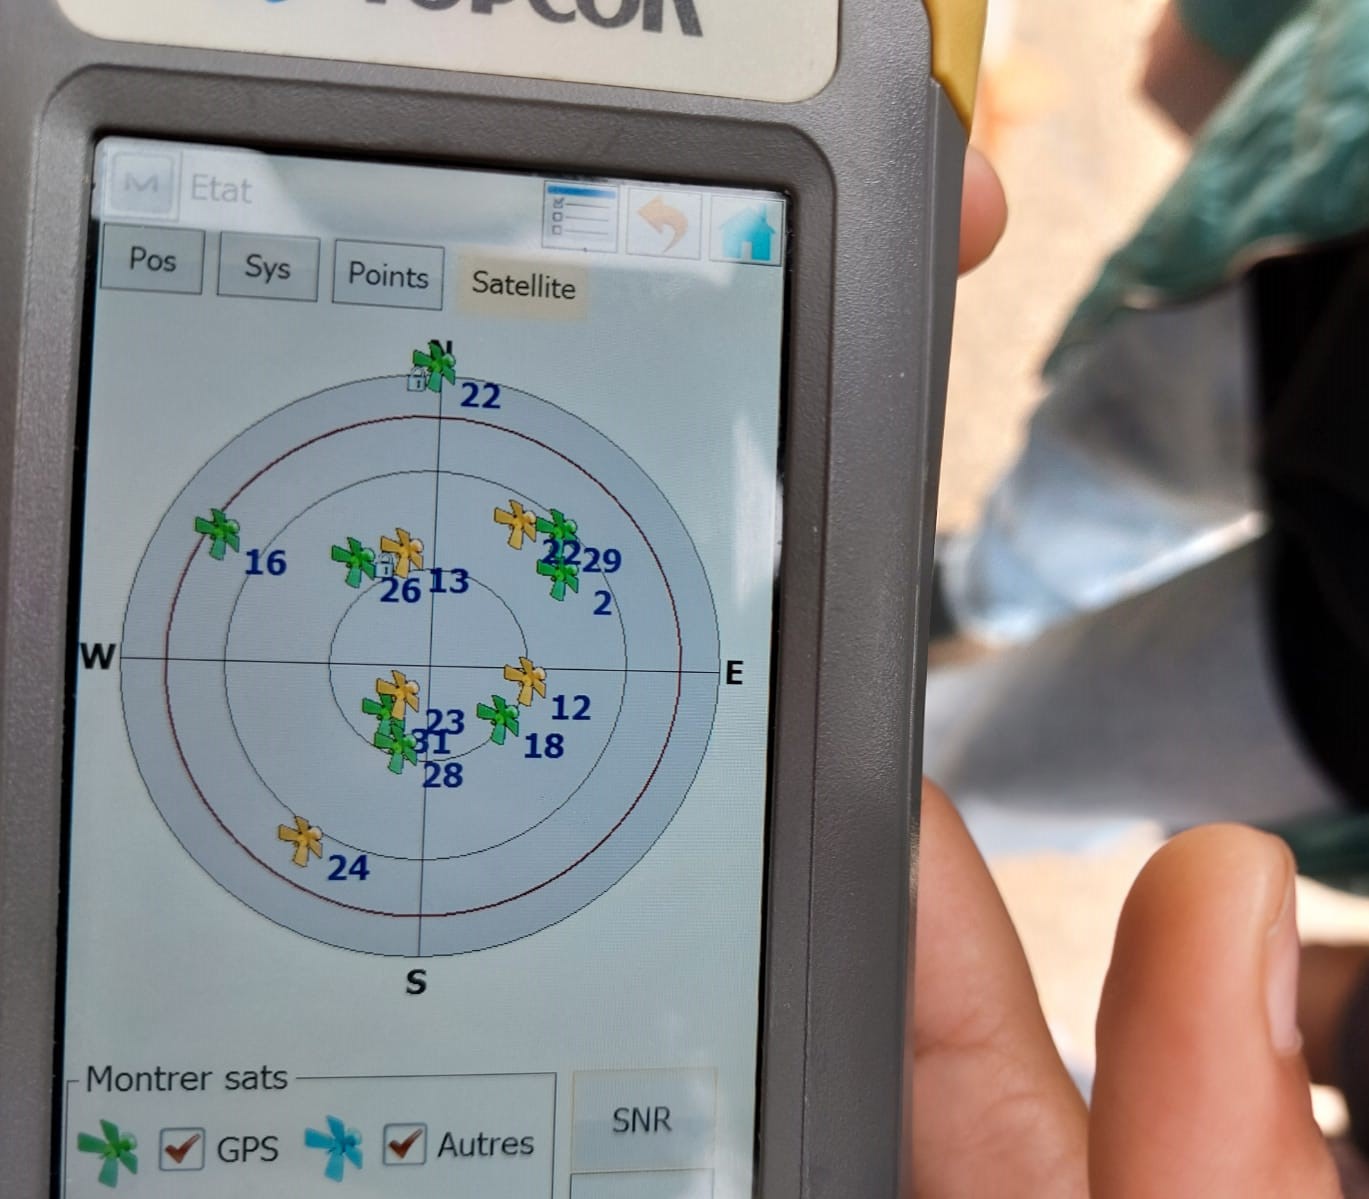 TOPCON
Etat
Pos Sys Points Satellite
N
22
16
26 13
22 29
2
W E
12
23
31
18
28
24
S
Montrer sats
GPS Autres
SNR